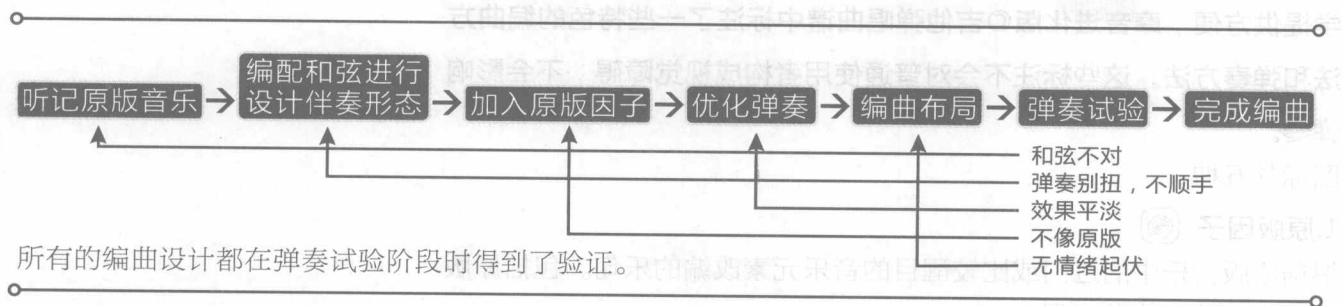 听记原版音乐
编配和弦进行
设计伴奏形态
加入原版因子
优化弹奏
编曲布局
弹奏试验
完成编曲
和弦不对
弹奏别扭，不顺手
效果平淡
不像原版
无情绪起伏
所有的编曲设计都在弹奏试验阶段时得到了验证。